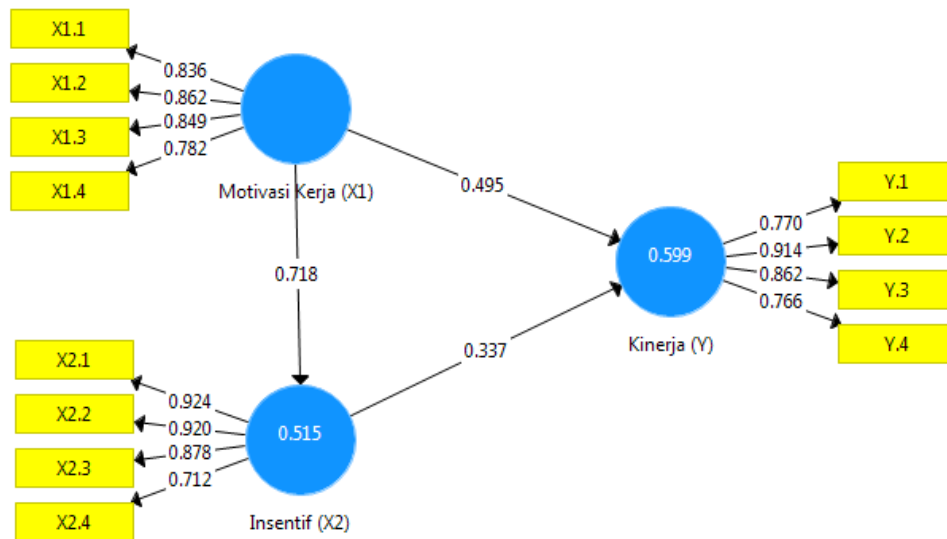 X1.1
0.836
X1.2
0.862
X1.3
0.849
X1.4
0.782
Motivasi Kerja (X1)
0.495
0.718
Y.1
0.770
Y.2
0.914
0.599
Y.3
0.862
Y.4
0.766
Kinerja (Y)
0.337
X2.1
0.924
X2.2
0.920
X2.3
0.878
X2.4
0.712
0.515
Insentif (X2)